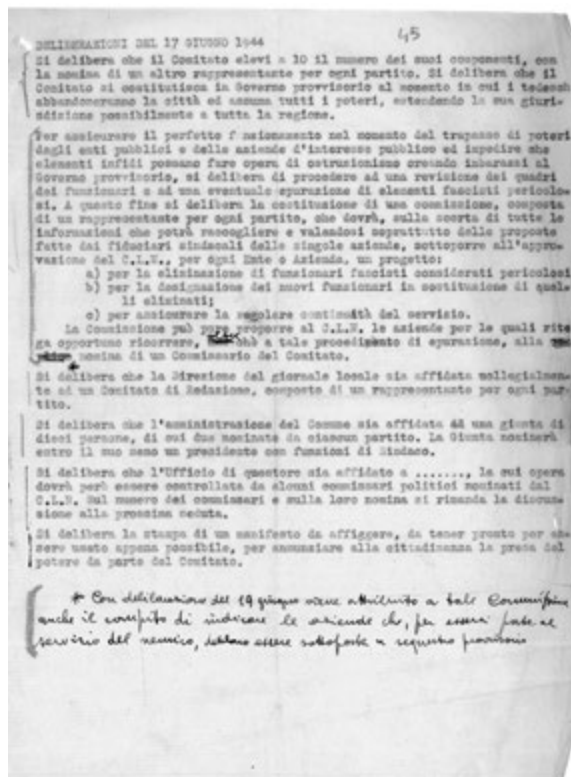 45
DELIBERAZIONI DEL 17 GIUGNO 1944
Si delibera che il Comitato elevi a 10 il numero dei suoi componenti, con
la nomina di un altro rappresentante per ogni partito. Si delibera che il
Comitato si costituisca in Governo provvisorio al momento in cui i tedesch
abbandoneranno la città ed assuma tutti i poteri, estendendo la sua giuri-
sdizione possibilmente a tutta la regione.
Per assicurare il perfetto f nsionamento nel momento del trapasso di poteri
degli enti pubblici e delle aziende d'interesse pubblico ed impedire che
elementi infidi possano fare opera di ostruzionismo creando imbarazzi al
Governo provvisorio, si delibera di procedere ad una revisione dei quadri
dei funzionari e ad una eventuale epurazione di elementi fascisti pericolo-
si. A questo fine si delibera la costituzione di una commissione, composta
di un rappresentante per ogni partito, che dovrà, sulla scorta di tutte le
informazioni che potrà raccogliere e valendosi soprattutto delle proposte
fatte dai fiduciari sindacali delle singole aziende, sottoporre all'appro-
vazione del C.L.N., per ogni Ente o Azienda, un progetto:
a) per la eliminazione di funzionari fascisti considerati pericolosi
b) per la designazione dei nuovi funzionari in sostituzione di quel-
li eliminati;
c) per assicurare la regolare continuità del servizio.
La Commissione può proporre al C.L.N. le aziende per le quali rite
ga opportuno ricorrere, a tale procedimento di epurazione, alla
nomina di un Commissario del Comitato.
Si delibera che la Direzione del giornale locale sia affidata collegialmen-
te ad un Comitato di Redazione, composto di un rappresentante per ogni par-
tito.
Si delibera che l'amministrazione del Comune sia affidata ad una giunta di
dieci persone, di cui due nominate da ciascun partito. La Giunta nominerà
entro il suo seno un presidente con funzioni di Sindaco.
Si delibera che l'Ufficio di questore sia affidato a ......., la cui opera
dovrà però essere controllata da alcuni commissari politici nominati dal
C.L.N. Sul numero dei commissari e sulla loro nomina si rimanda la discus-
sione alla prossima seduta.
Si delibera la stampa di un manifesto da affiggere, da tener pronto per es-
sere usato appena possibile, per annunziare alla cittadinanza la presa del
potere da parte del Comitato.
* Con deliberazione del 19 giugno viene attribuito a tale Commissione
anche il compito di indicare le aziende che, per essersi poste al
servizio del nemico, debbano essere sottoposte a sequestro provvisorio